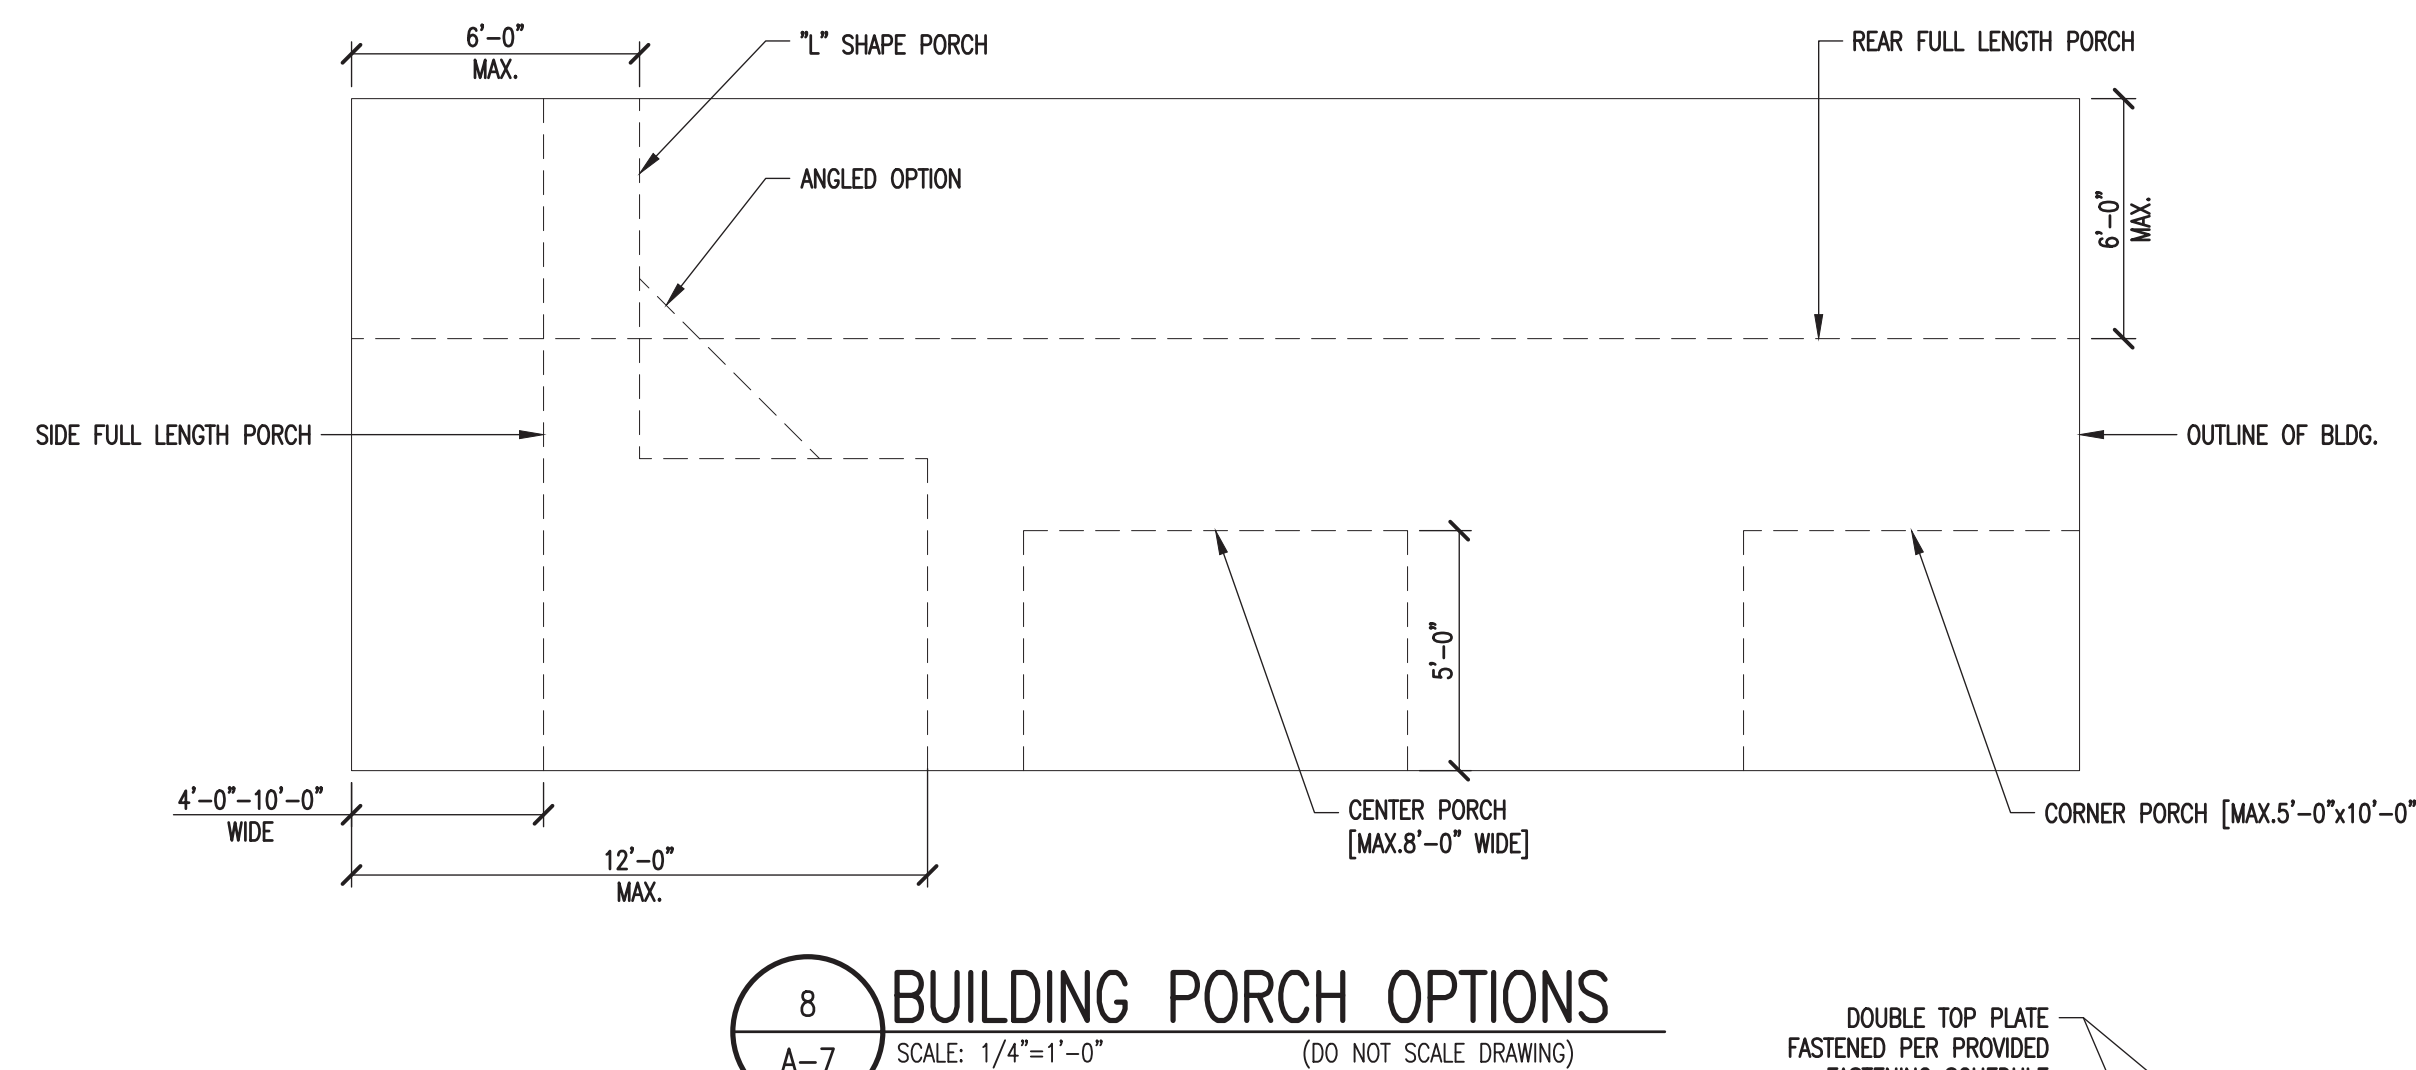 6'-0"
MAX.
"L" SHAPE PORCH
REAR FULL LENGTH PORCH
ANGLED OPTION
6'-0"
MAX.
SIDE FULL LENGTH PORCH
OUTLINE OF BLDG.
5'-0"
4'-0"-10'-0"
WIDE
12'-0"
MAX.
CENTER PORCH
[MAX.8'-0" WIDE]
CORNER PORCH [MAX.5'-0"x10'-0"
8
A-7
BUILDING PORCH OPTIONS
SCALE: 1/4"=1'-0"
(DO NOT SCALE DRAWING)
DOUBLE TOP PLATE
FASTENED PER PROVIDED